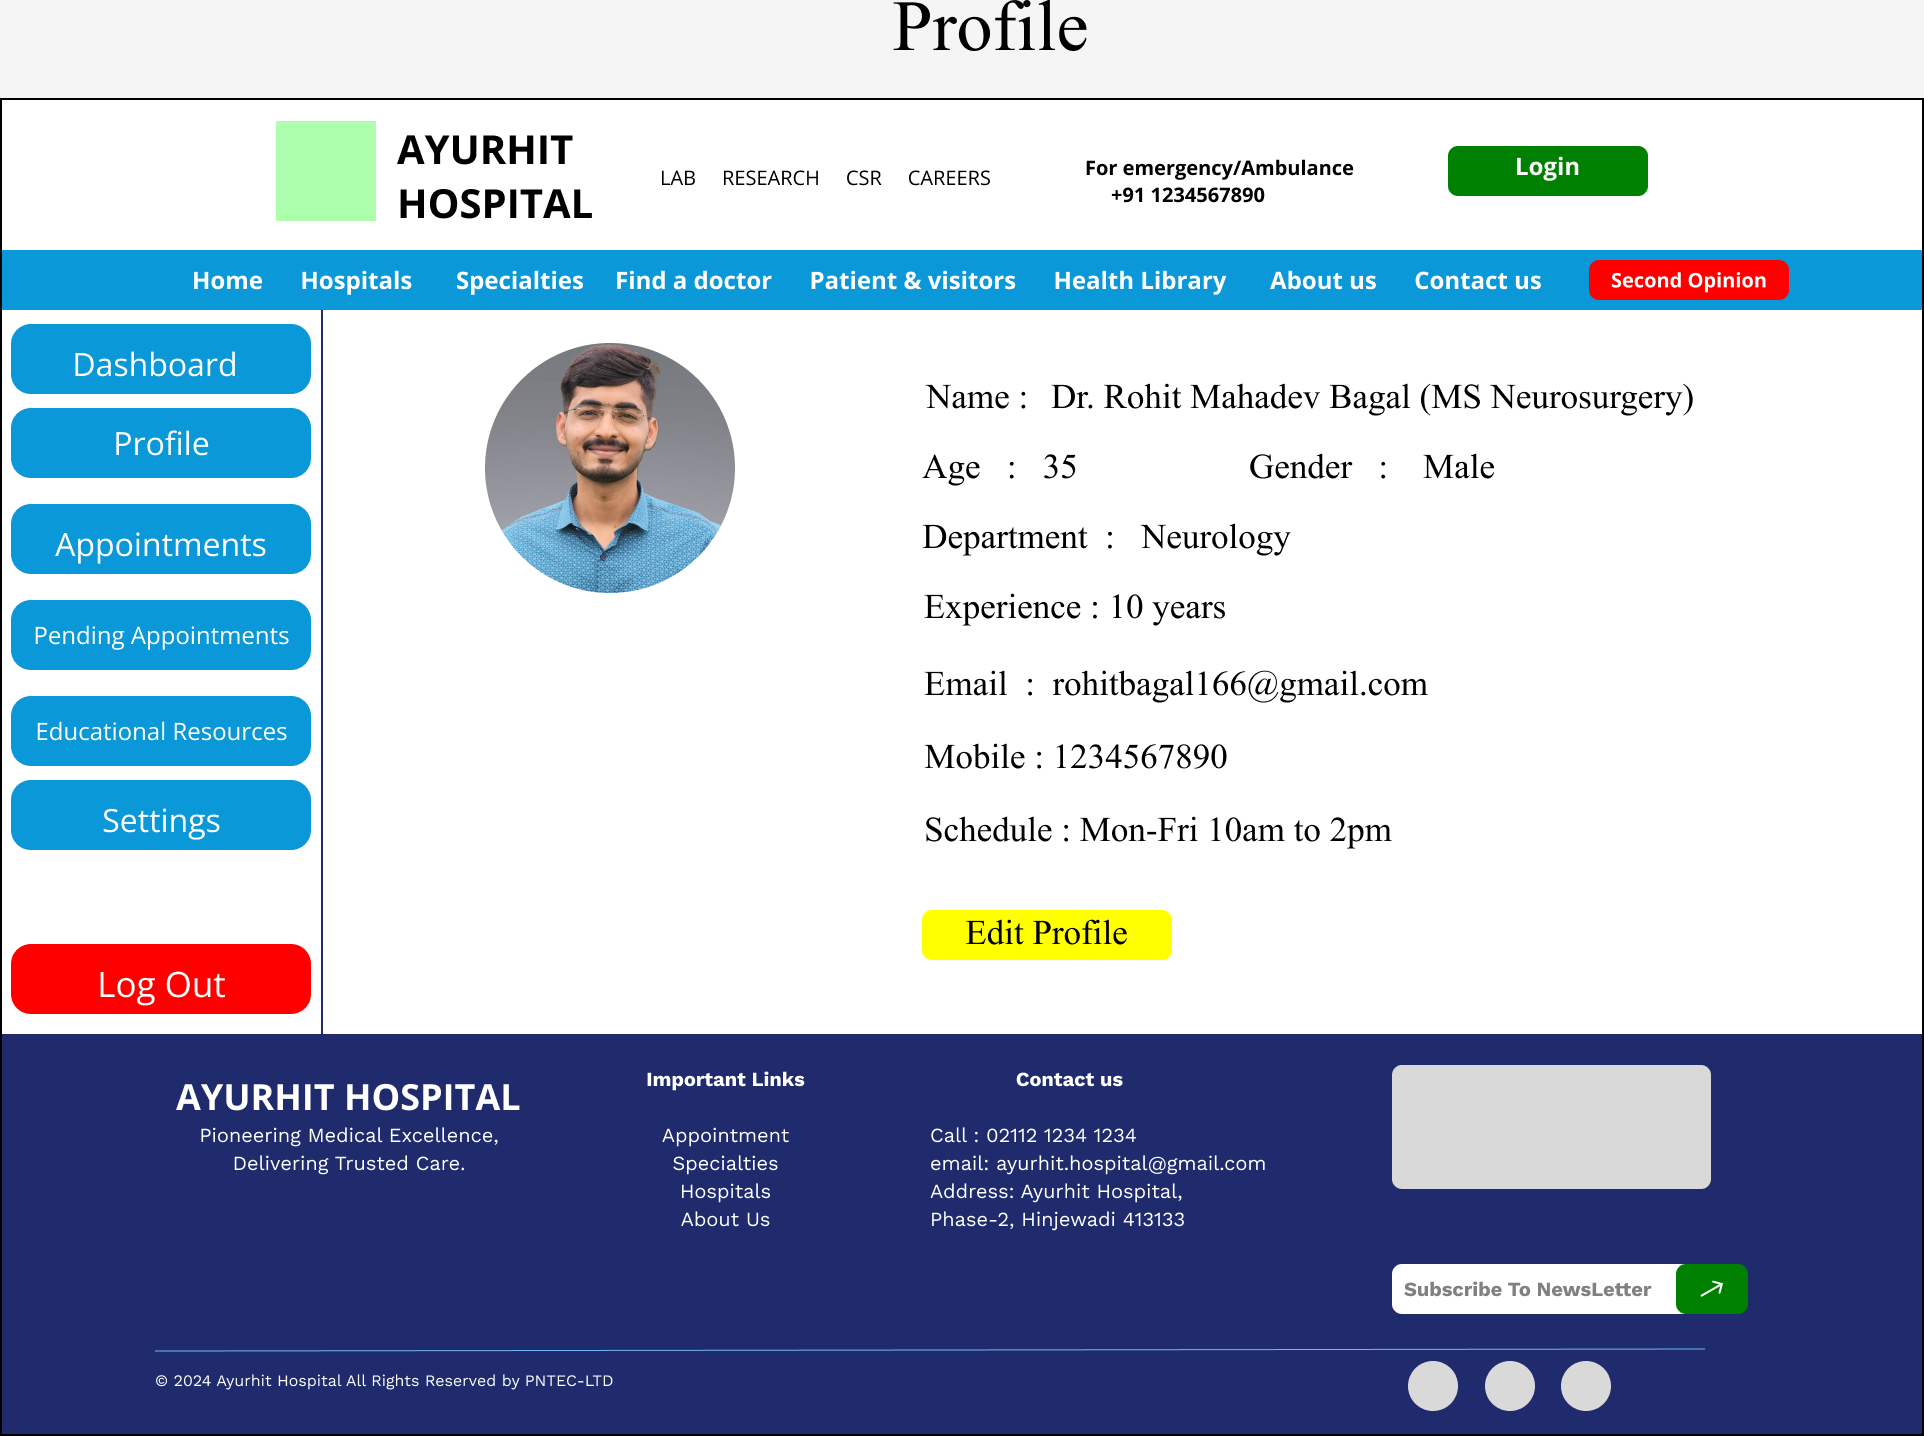 Profile
AYURHIT
HOSPITAL
LAB RESEARCH CSR CAREERS
For emergency/Ambulance
+91 1234567890
Login
Home Hospitals Specialties Find a doctor Patient & visitors Health Library About us Contact us Second Opinion
Dashboard
Profile
Appointments
Pending Appointments
Educational Resources
Settings
Log Out
Name : Dr. Rohit Mahadev Bagal (MS Neurosurgery)
Age : 35 Gender : Male
Department : Neurology
Experience : 10 years
Email : rohitbagal166@gmail.com
Mobile : 1234567890
Schedule : Mon-Fri 10am to 2pm
Edit Profile
AYURHIT HOSPITAL
Pioneering Medical Excellence,
Delivering Trusted Care.
Important Links
Appointment
Specialties
Hospitals
About Us
Contact us
Call : 02112 1234 1234
email: ayurhit.hospital@gmail.com
Address: Ayurhit Hospital,
Phase-2, Hinjewadi 413133
Subscribe To NewsLetter
© 2024 Ayurhit Hospital All Rights Reserved by PNTEC-LTD